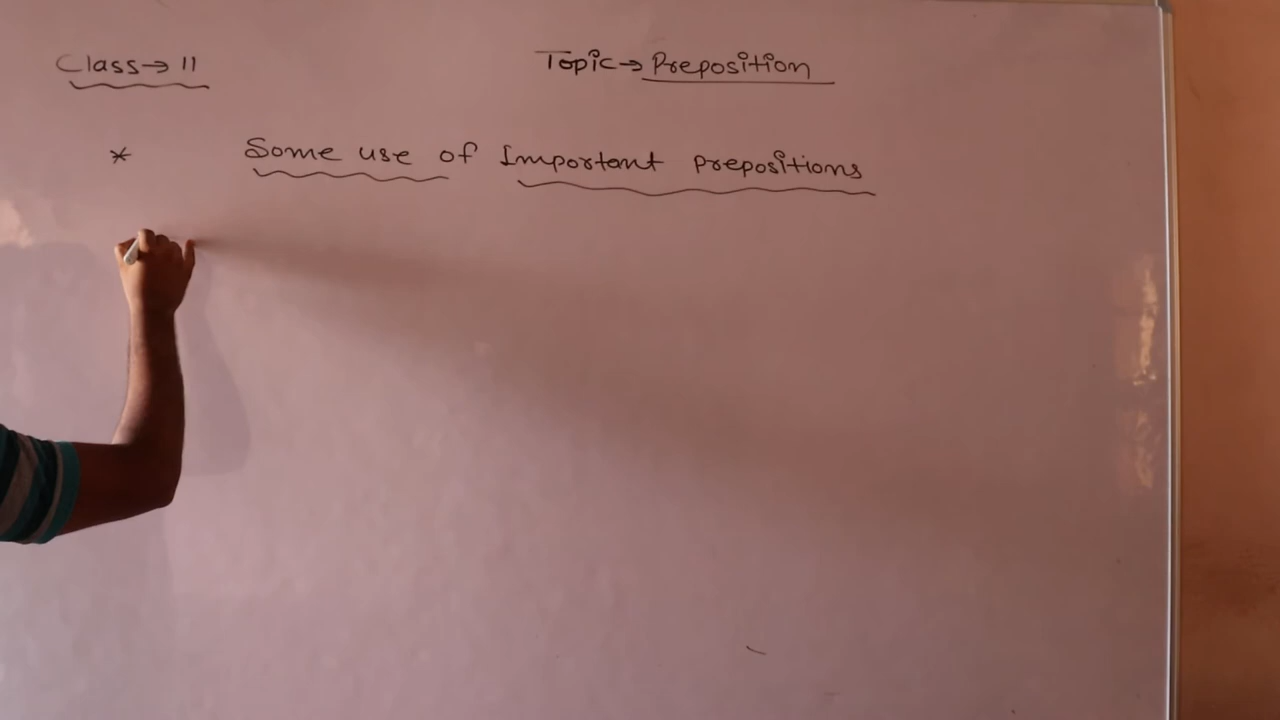 Class → 11
Topic → Preposition
* Some use of Important prepositions